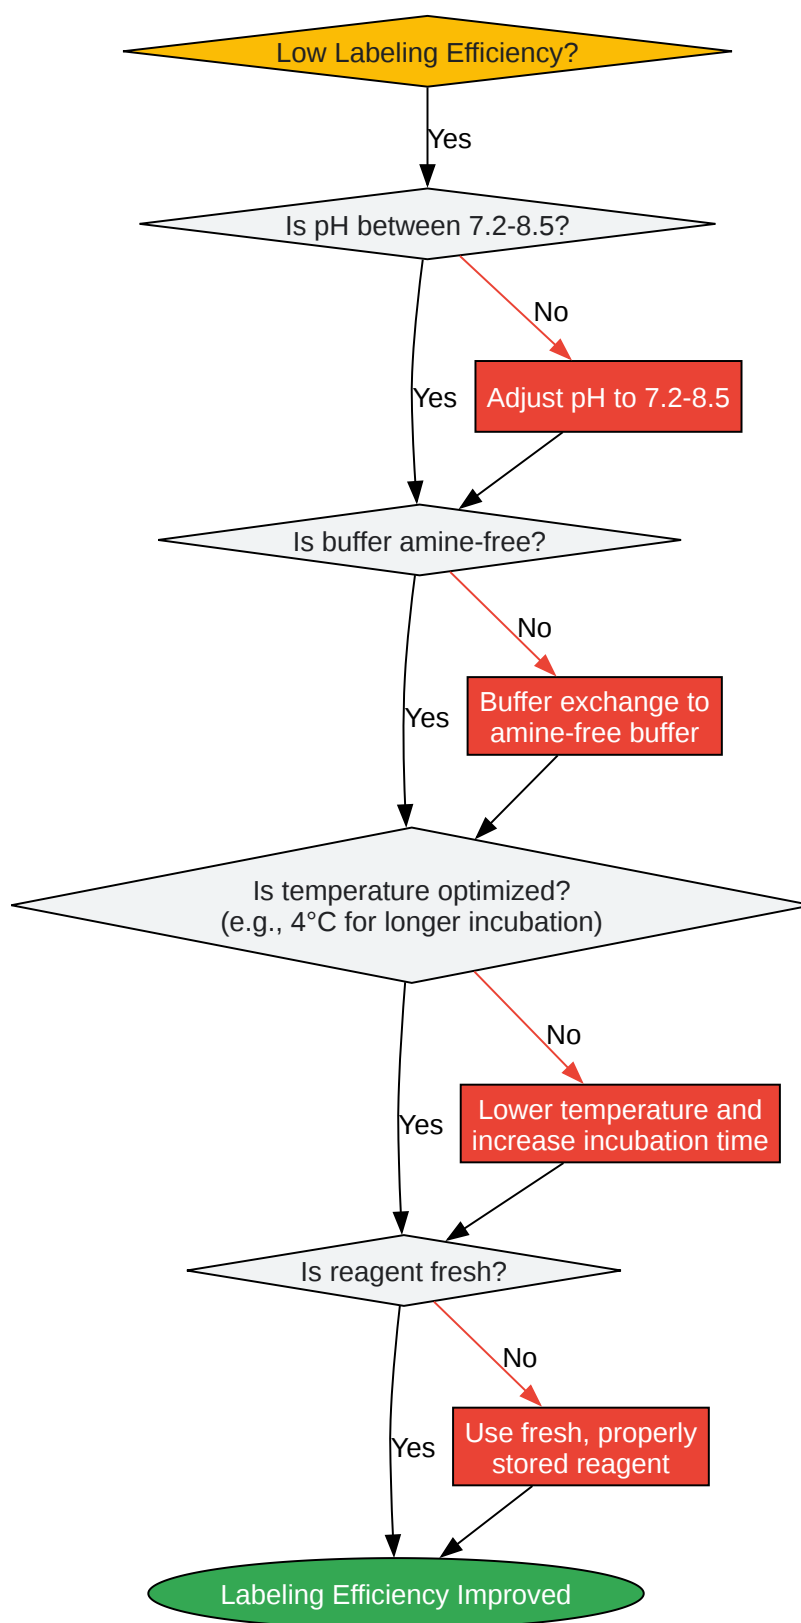 Low Labeling Efficiency?
Yes
Is pH between 7.2-8.5?
No
Yes
Adjust pH to 7.2-8.5
Is buffer amine-free?
No
Yes
Buffer exchange to
amine-free buffer
Is temperature optimized?
(e.g., 4°C for longer incubation)
No
Yes
Lower temperature and
increase incubation time
Is reagent fresh?
No
Yes
Use fresh, properly
stored reagent
Labeling Efficiency Improved